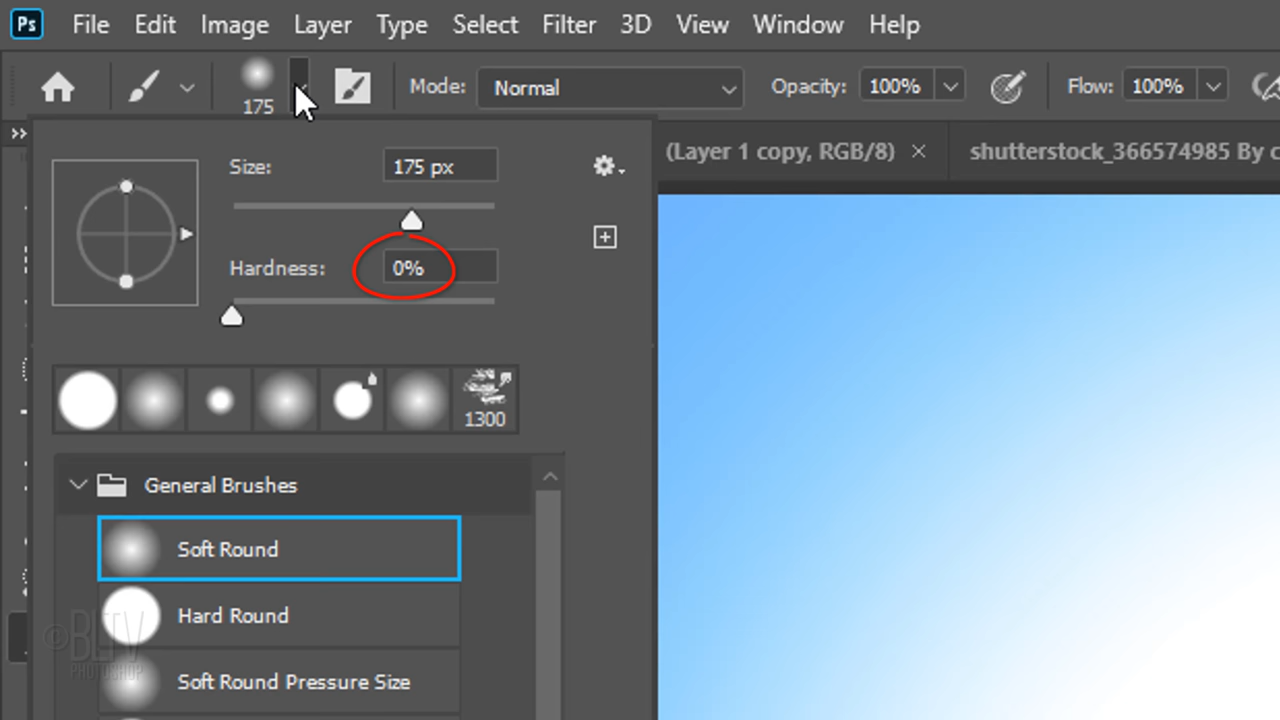 Ps File Edit Image Layer Type Select Filter 3D View Window Help
175 Mode: Normal Opacity: 100% Flow: 100%
(Layer 1 copy, RGB/8) × shutterstock_366574985 By c
Size: 175 px
Hardness: 0%
1300
General Brushes
Soft Round
Hard Round
Soft Round Pressure Size
©BLTV
PHOTOSHOP